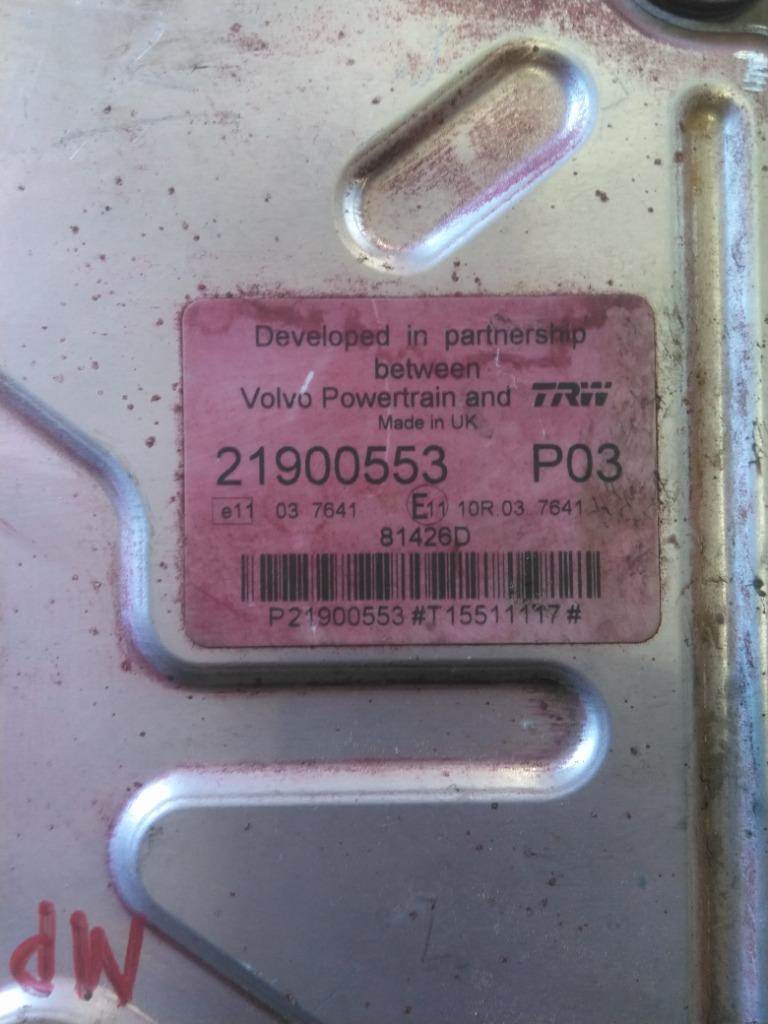 Developed in partnership
between
Volvo Powertrain and TRW
Made in UK
21900553 P03
e11 03 7641 E11 10R 03 7641
81426D
P21900553#T15511117#
MP